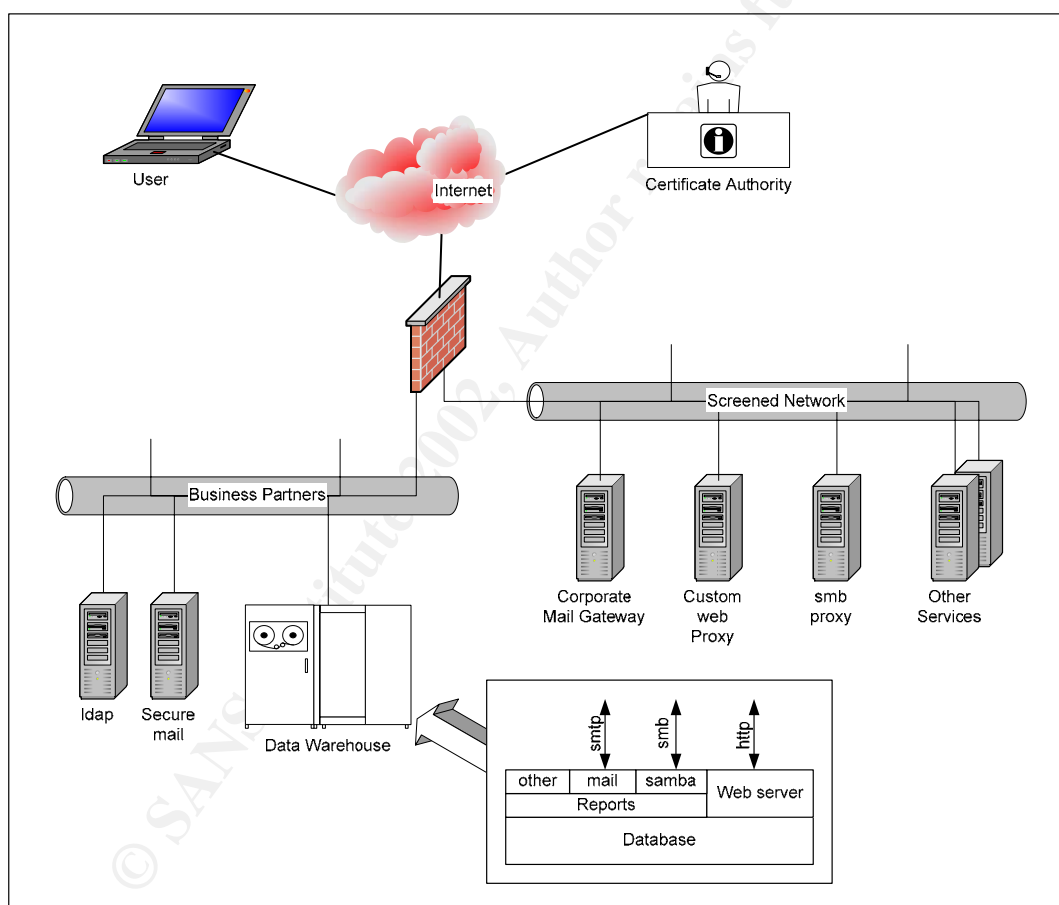 User
Internet
Certificate Authority
Screened Network
Business Partners
Corporate
Mail Gateway
Custom
web
Proxy
smb
proxy
Other
Services
ldap
Secure
mail
Data Warehouse
smtp
smb
http
other
mail
samba
Web server
Reports
Database
© SANS Institute 2002, Author retains full